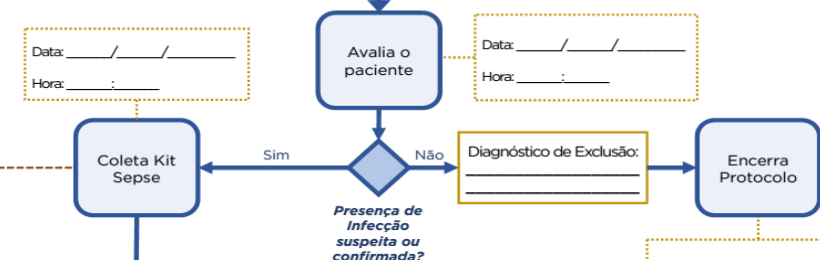 Data: ______/______/_________
Hora: ______:______
Avalia o
paciente
Data: ______/______/_________
Hora: ______:______
Coleta Kit
Sepse
Sim
Não
Diagnóstico de Exclusão:
Encerra
Protocolo
Presença de
Infecção
suspeita ou
confirmada?